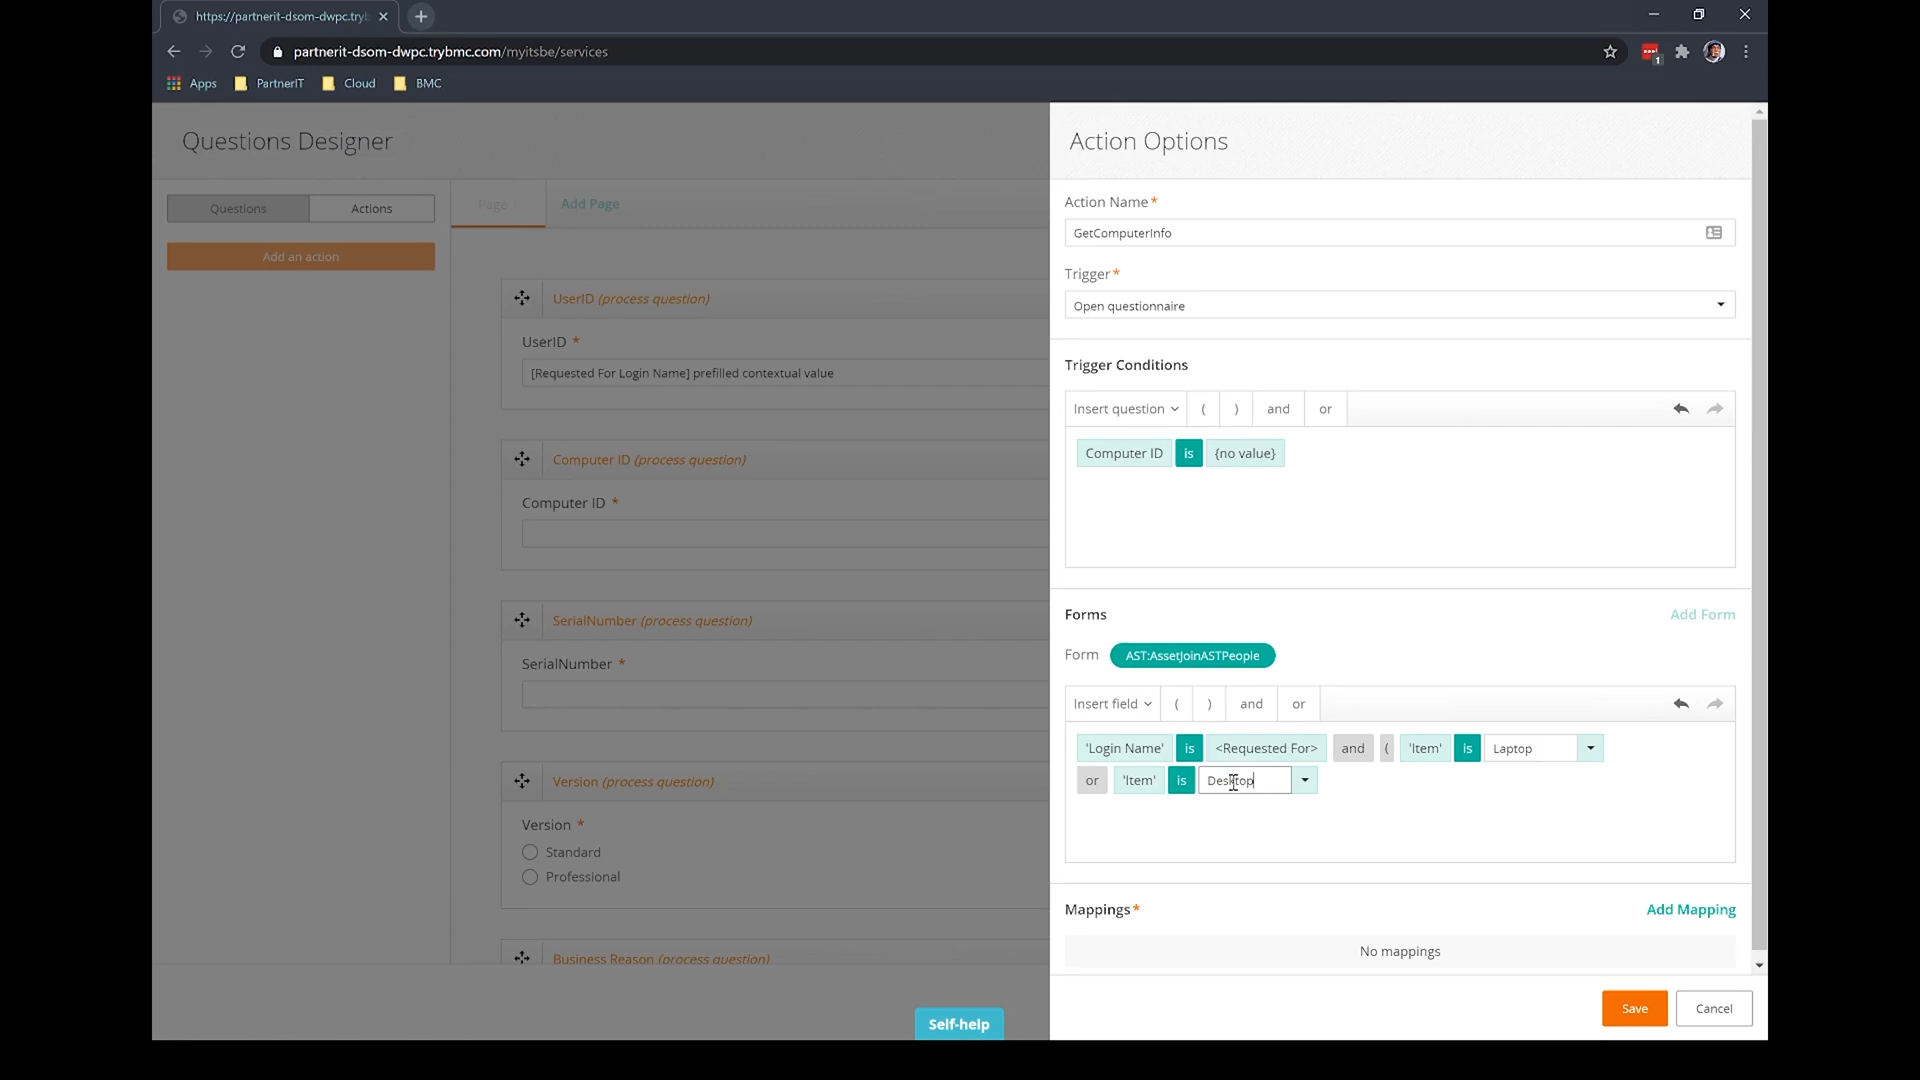 https://partnerit-dsom-dwpc.try
partnerit-dsom-dwpc.trybmc.com/myitsbe/services
1
Apps PartnerIT Cloud BMC
Questions Designer
Questions Actions
Add an action
Page 1 Add Page
UserID (process question)
UserID *
[Requested For Login Name] prefilled contextual value
Computer ID (process question)
Computer ID *
SerialNumber (process question)
SerialNumber *
Version (process question)
Version *
Standard
Professional
Business Reason (process question)
Self-help
Action Options
Action Name*
GetComputerInfo
Trigger*
Open questionnaire
Trigger Conditions
Insert question ( ) and or
Computer ID is {no value}
Forms Add Form
Form AST:AssetJoinASTPeople
Insert field ( ) and or
'Login Name' is <Requested For> and ( 'Item' is Laptop
or 'Item' is Desktop
Mappings* Add Mapping
No mappings
Save Cancel